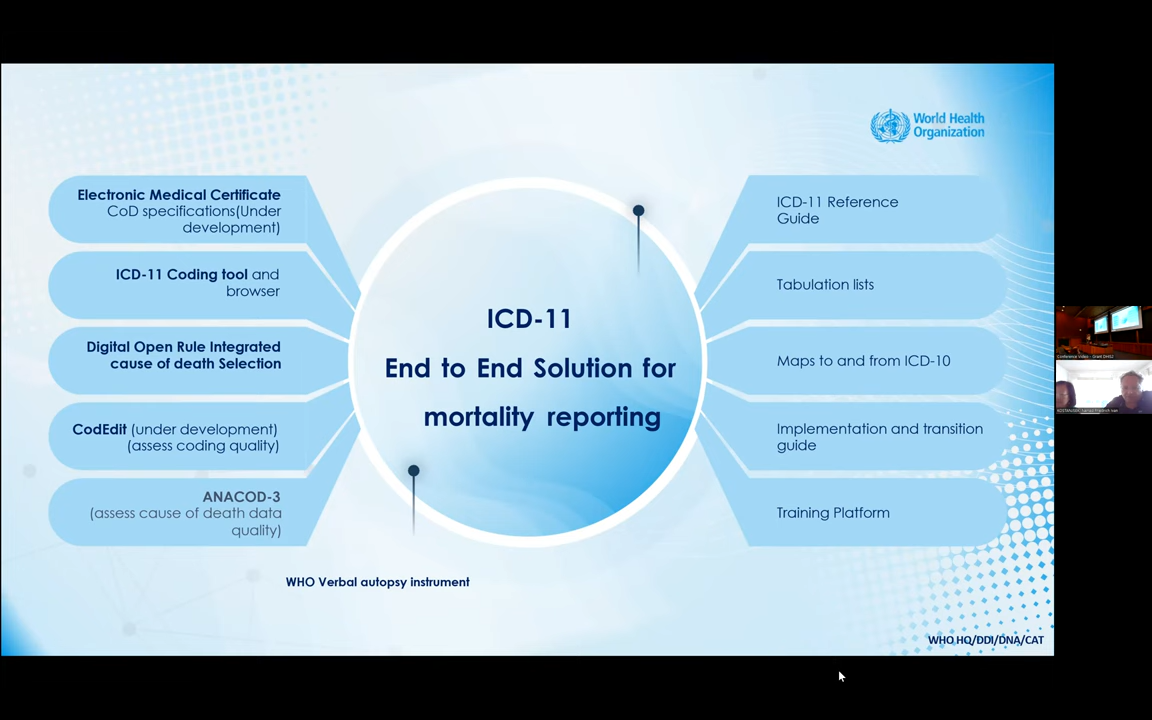 World Health
Organization
Electronic Medical Certificate
CoD specifications(Under
development)
ICD-11 Coding tool and
browser
Digital Open Rule Integrated
cause of death Selection
CodEdit (under development)
(assess coding quality)
ANACOD-3
(assess cause of death data
quality)
ICD-11
End to End Solution for
mortality reporting
ICD-11 Reference
Guide
Tabulation lists
Maps to and from ICD-10
Implementation and transition
guide
Training Platform
WHO Verbal autopsy instrument
WHO HQ/DDI/DNA/CAT